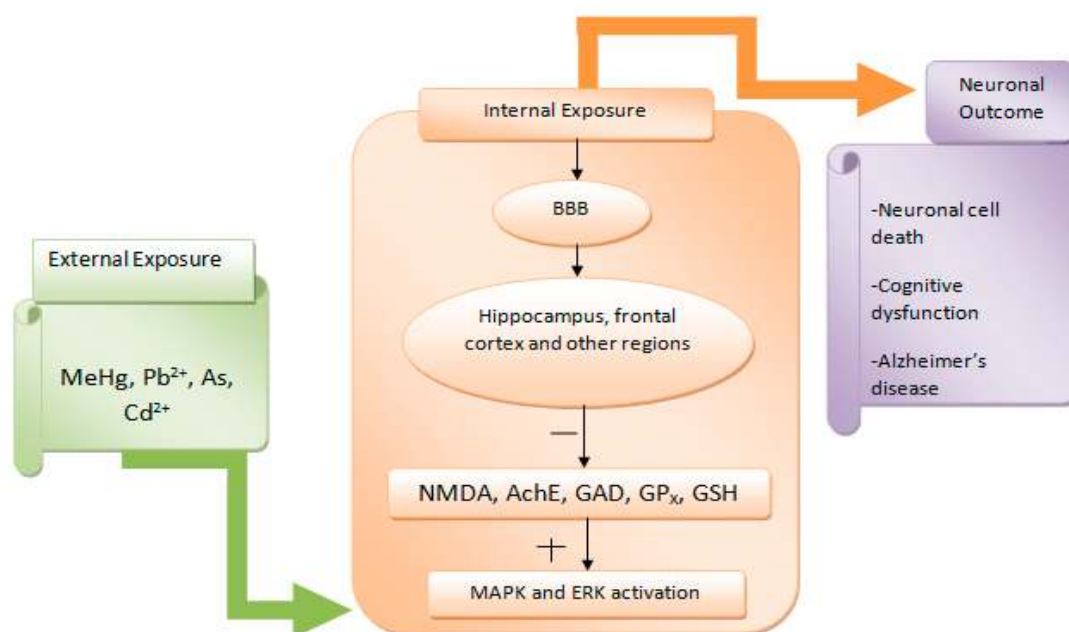 External Exposure
MeHg, Pb²⁺, As,
Cd²⁺
Internal Exposure
BBB
Hippocampus, frontal
cortex and other regions
—
NMDA, AchE, GAD, GPₓ, GSH
+
MAPK and ERK activation
Neuronal
Outcome
-Neuronal cell
death
-Cognitive
dysfunction
-Alzheimer’s
disease